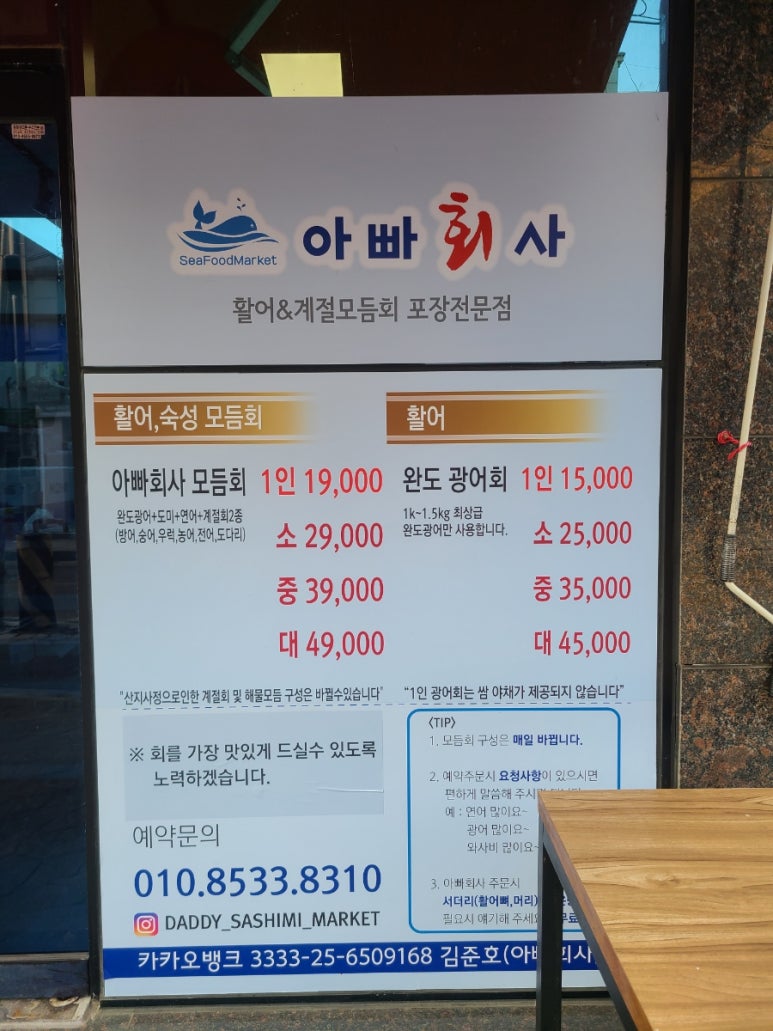 SeaFoodMarket
아빠회사
활어&계절모듬회 포장전문점
활어,숙성 모듬회
아빠회사 모듬회 1인 19,000
완도광어+도미+연어+계절회2종
(방어,숭어,우럭,농어,전어,도다리)
소 29,000
중 39,000
대 49,000
"산지사정으로인한 계절회 및 해물모듬 구성은 바뀔수있습니다"
활어
완도 광어회 1인 15,000
1k~1.5kg 최상급
완도광어만 사용합니다.
소 25,000
중 35,000
대 45,000
"1인 광어회는 쌈 야채가 제공되지 않습니다"
※ 회를 가장 맛있게 드실수 있도록
노력하겠습니다.
예약문의
010.8533.8310
DADDY_SASHIMI_MARKET
<TIP>
1. 모듬회 구성은 매일 바뀝니다.
2. 예약주문시 요청사항이 있으시면
편하게 말씀해
예 : 연어 많이요~
광어 많이요~
와사비 많이요~
3. 아빠회사 주문시
서더리(활어뼈,머리)
필요시 얘기해
카카오뱅크 3333-25-6509168 김준호(아빠회사